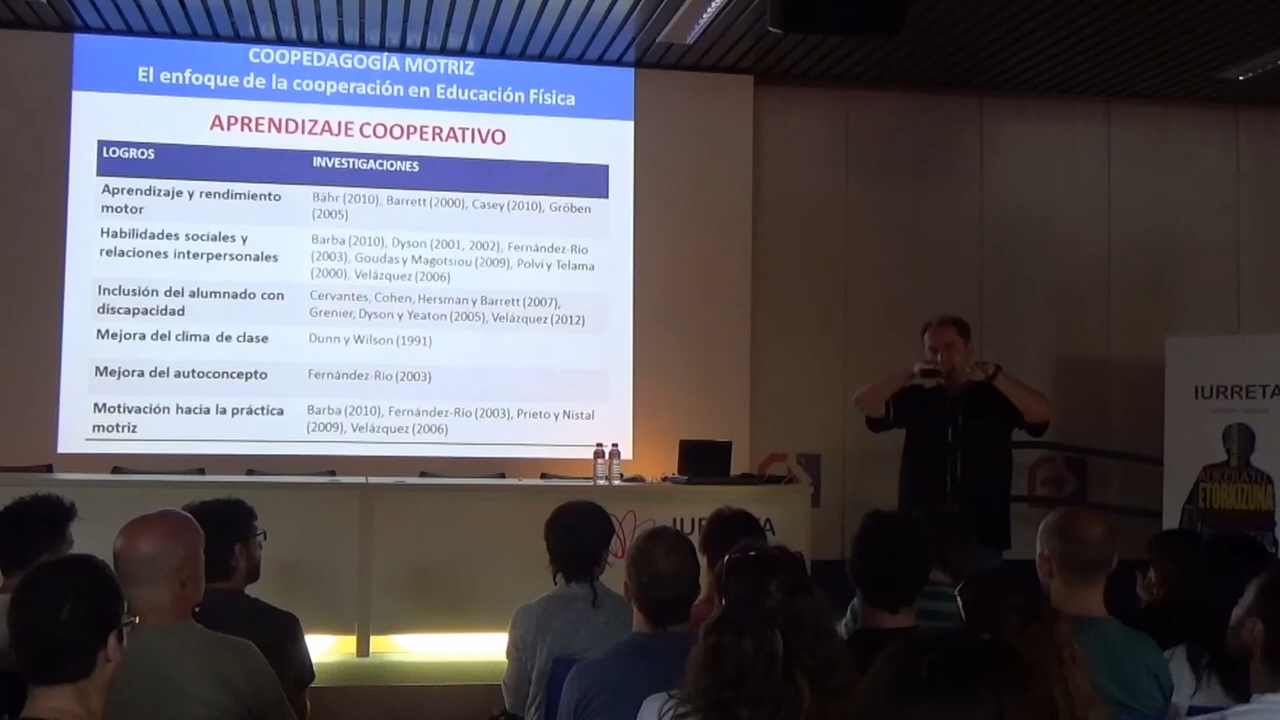 COOPEDAGOGÍA MOTRIZ
El enfoque de la cooperación en Educación Física
APRENDIZAJE COOPERATIVO
LOGROS
INVESTIGACIONES
Aprendizaje y rendimiento
motor
Bähr (2010), Barrett (2000), Casey (2010), Gröben
(2005)
Habilidades sociales y
relaciones interpersonales
Barba (2010), Dyson (2001, 2002), Fernández-Río
(2003), Goudas y Magotsiou (2009), Polvi y Telama
(2000), Velázquez (2006)
Inclusión del alumnado con
discapacidad
Cervantes, Cohen, Hersman y Barrett (2007),
Grenier, Dyson y Yeaton (2005), Velázquez (2012)
Mejora del clima de clase
Dunn y Wilson (1991)
Mejora del autoconcepto
Fernández-Río (2003)
Motivación hacia la práctica
motriz
Barba (2010), Fernández-Río (2003), Prieto y Nistal
(2009), Velázquez (2006)
IURRETA
IURRETA
ETORKIZUNA